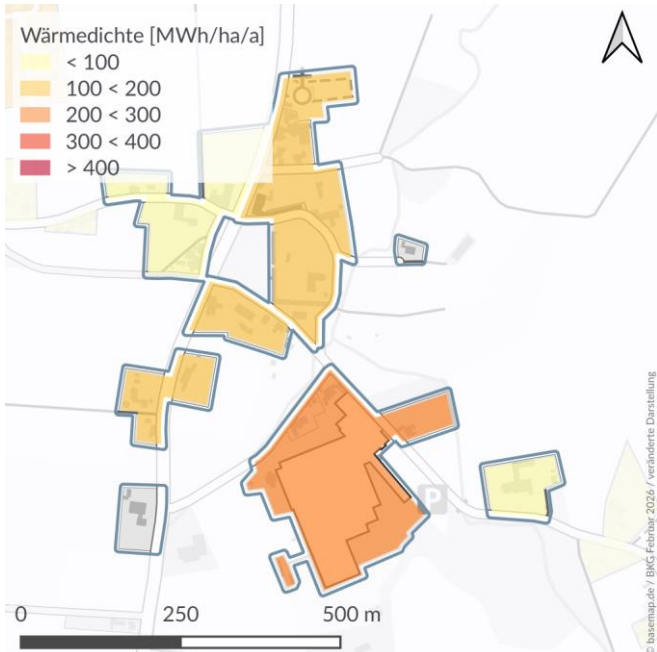 Wärmedichte [MWh/ha/a]
< 100
100 < 200
200 < 300
300 < 400
> 400
P
0 250 500 m
© basemap.de / BKG Februar 2026 / veränderte Darstellung